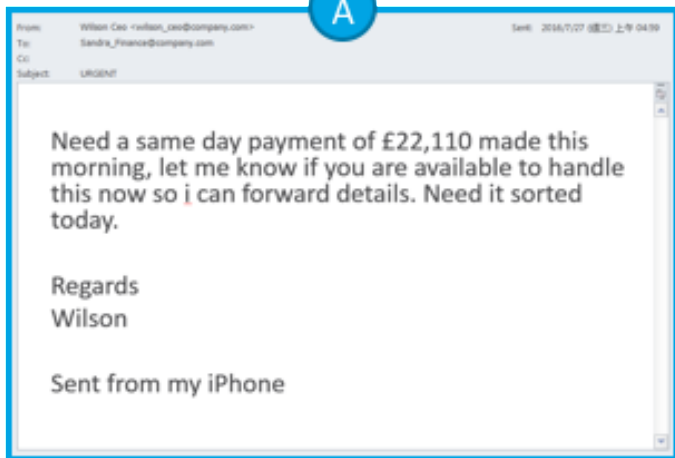 A
From: Wilson Ceo <wilson_ceo@company.com> Sent: 2016/7/27 (週三) 上午 04:59
To: Sandra_Finance@company.com
Cc:
Subject: URGENT
Need a same day payment of £22,110 made this
morning, let me know if you are available to handle
this now so i can forward details. Need it sorted
today.
Regards
Wilson
Sent from my iPhone